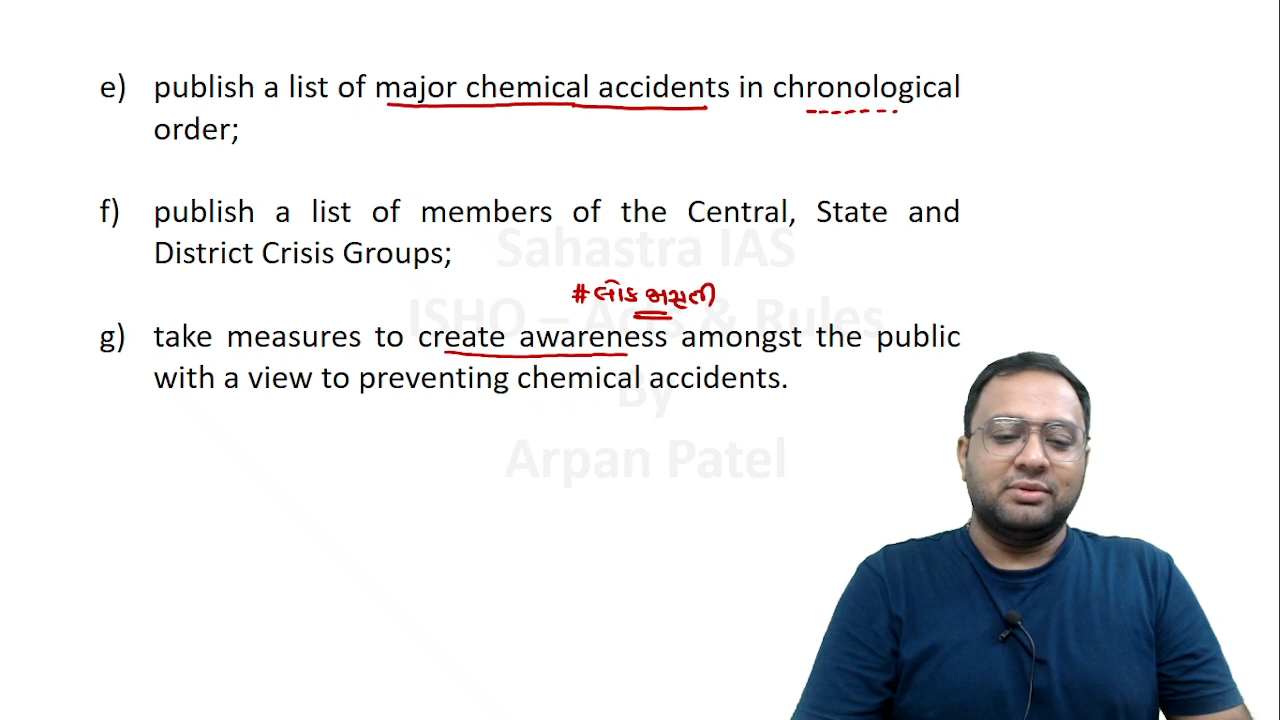 e) publish a list of major chemical accidents in chronological
order;
f) publish a list of members of the Central, State and
District Crisis Groups;
Sahastra IAS
#લોક
ISHO – Acts & Rules
g) take measures to create awareness amongst the public
with a view to preventing chemical accidents.
By
Arpan Patel